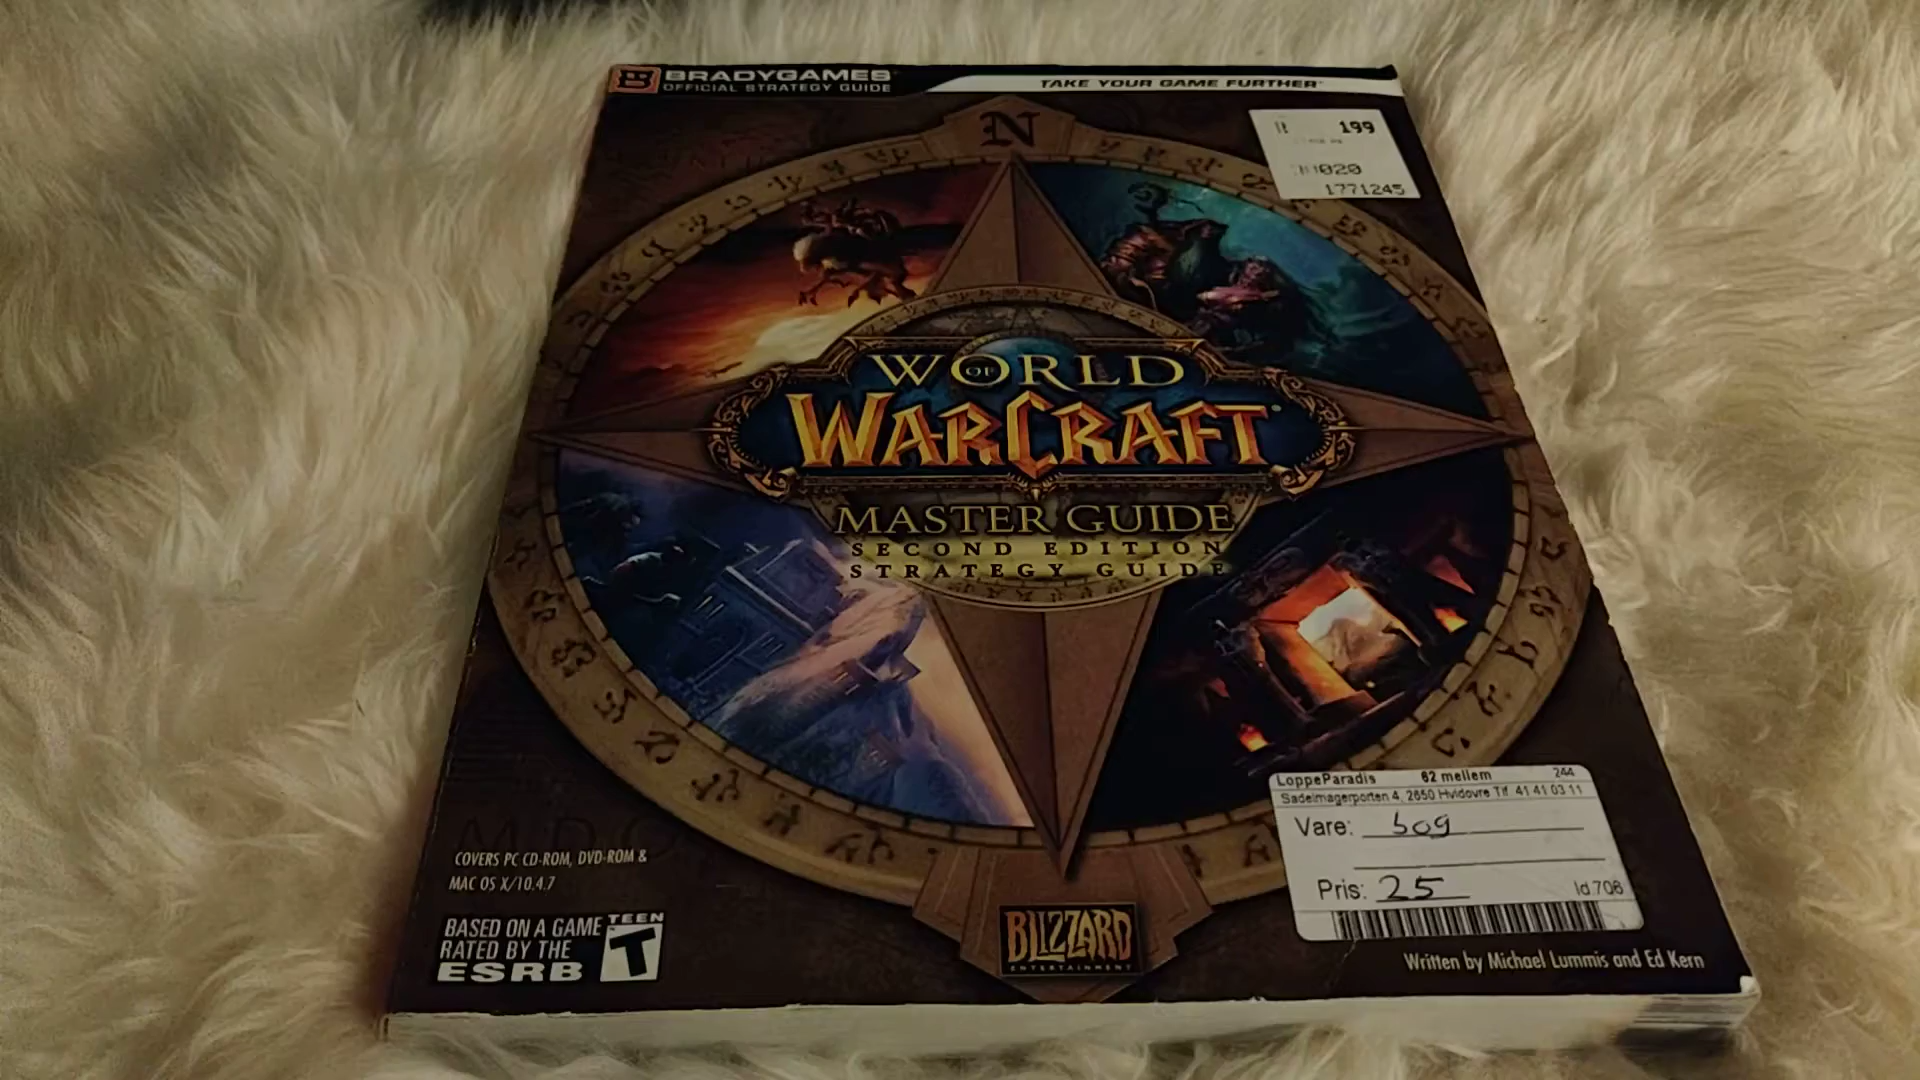 BRADYGAMES
OFFICIAL STRATEGY GUIDE
TAKE YOUR GAME FURTHER
199
020
1771245
N
WORLD
OF
WARCRAFT
MASTER GUIDE
SECOND EDITION
STRATEGY GUIDE
COVERS PC CD-ROM, DVD-ROM &
MAC OS X/10.4.7
BASED ON A GAME
RATED BY THE
ESRB
TEEN
T
BLIZZARD
ENTERTAINMENT
LoppeParadis 62 mellem 244
Sadelmagerporten 4, 2650 Hvidovre Tlf 41 41 03 11
Vare: bog
Pris: 25
Id.706
Written by Michael Lummis and Ed Kern